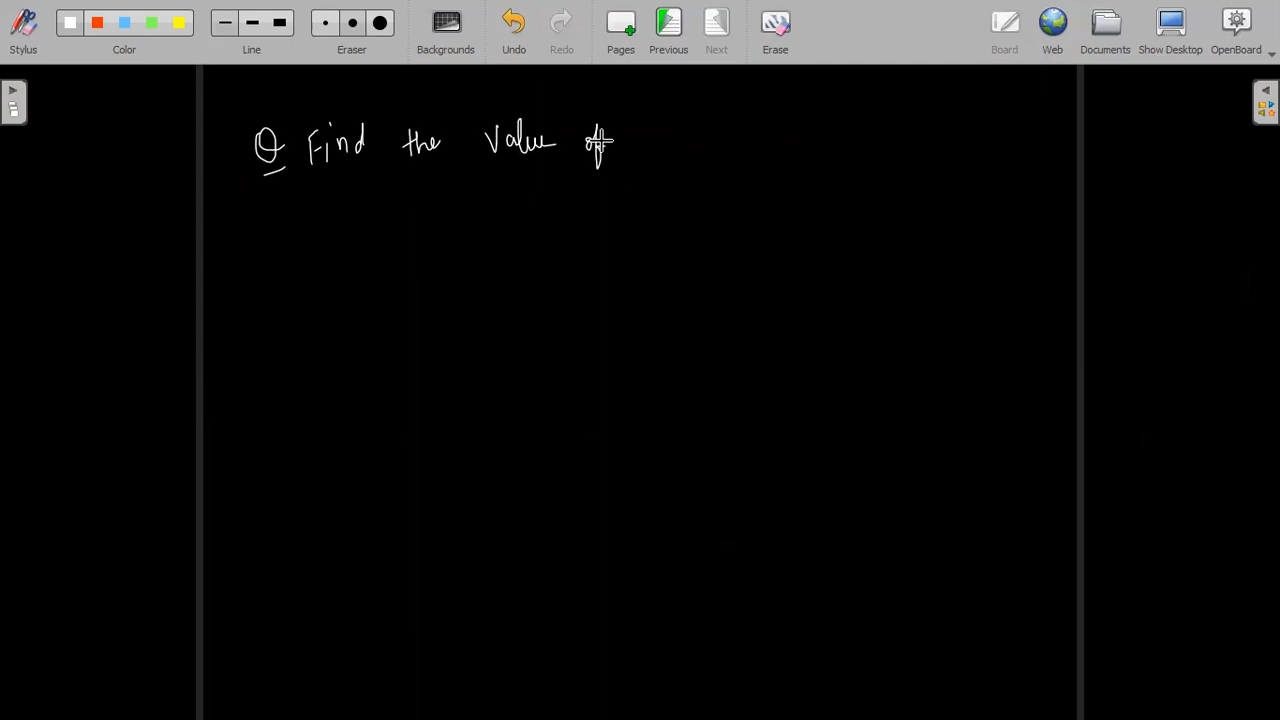 Stylus Color Line Eraser Backgrounds Undo Redo Pages Previous Next Erase Board Web Documents Show Desktop OpenBoard
Q Find the value of